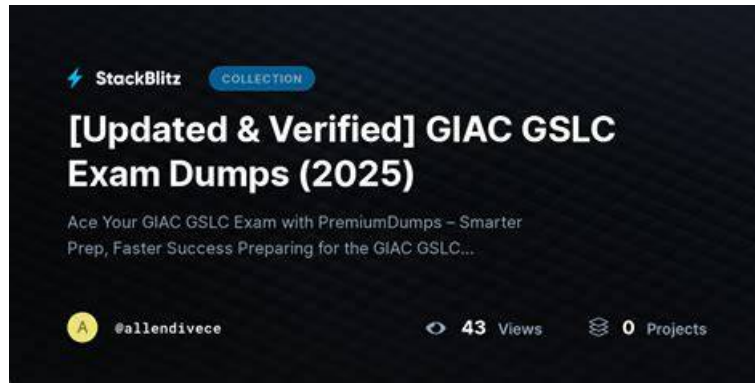 StackBlitz COLLECTION
[Updated & Verified] GIAC GSLC
Exam Dumps (2025)
Ace Your GIAC GSLC Exam with PremiumDumps – Smarter
Prep, Faster Success Preparing for the GIAC GSLC...
A @allendivece 43 Views 0 Projects